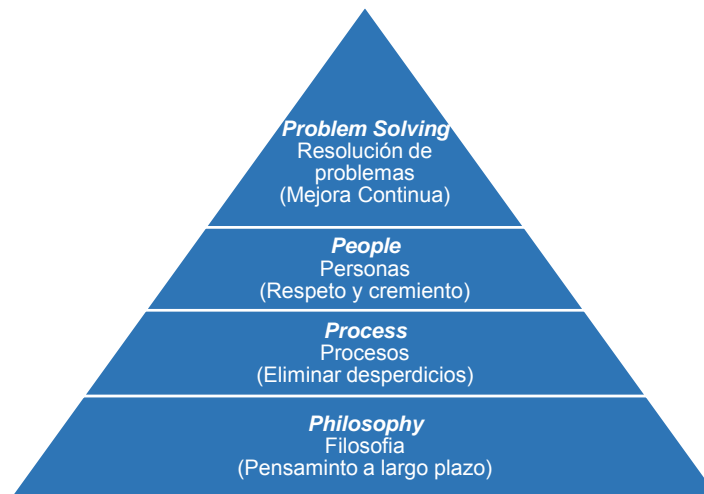 Problem Solving
Resolución de
problemas
(Mejora Continua)
People
Personas
(Respeto y cremiento)
Process
Procesos
(Eliminar desperdicios)
Philosophy
Filosofia
(Pensaminto a largo plazo)